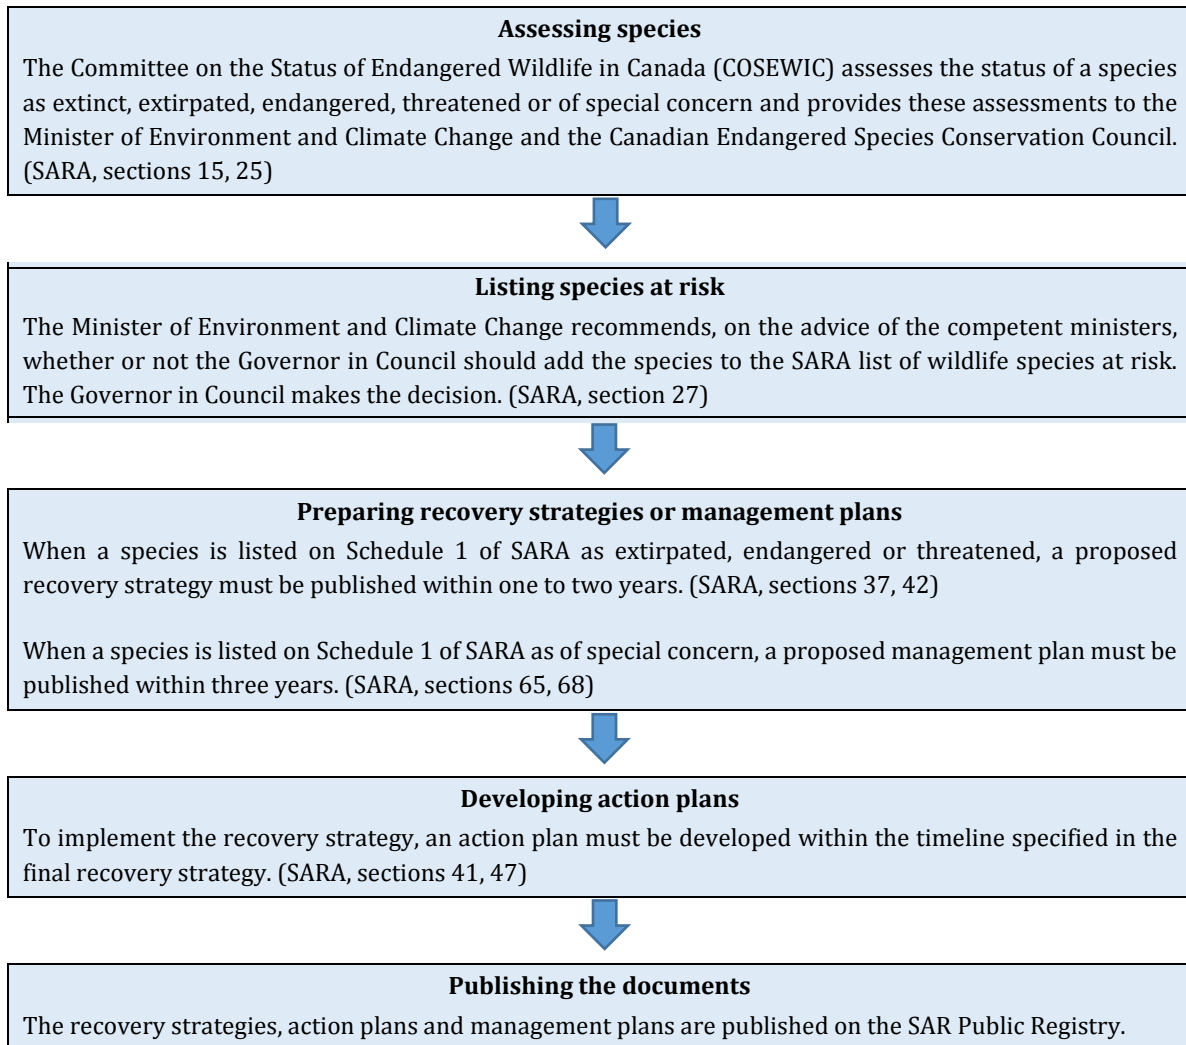 Assessing species
The Committee on the Status of Endangered Wildlife in Canada (COSEWIC) assesses the status of a species
as extinct, extirpated, endangered, threatened or of special concern and provides these assessments to the
Minister of Environment and Climate Change and the Canadian Endangered Species Conservation Council.
(SARA, sections 15, 25)
Listing species at risk
The Minister of Environment and Climate Change recommends, on the advice of the competent ministers,
whether or not the Governor in Council should add the species to the SARA list of wildlife species at risk.
The Governor in Council makes the decision. (SARA, section 27)
Preparing recovery strategies or management plans
When a species is listed on Schedule 1 of SARA as extirpated, endangered or threatened, a proposed
recovery strategy must be published within one to two years. (SARA, sections 37, 42)
When a species is listed on Schedule 1 of SARA as of special concern, a proposed management plan must be
published within three years. (SARA, sections 65, 68)
Developing action plans
To implement the recovery strategy, an action plan must be developed within the timeline specified in the
final recovery strategy. (SARA, sections 41, 47)
Publishing the documents
The recovery strategies, action plans and management plans are published on the SAR Public Registry.